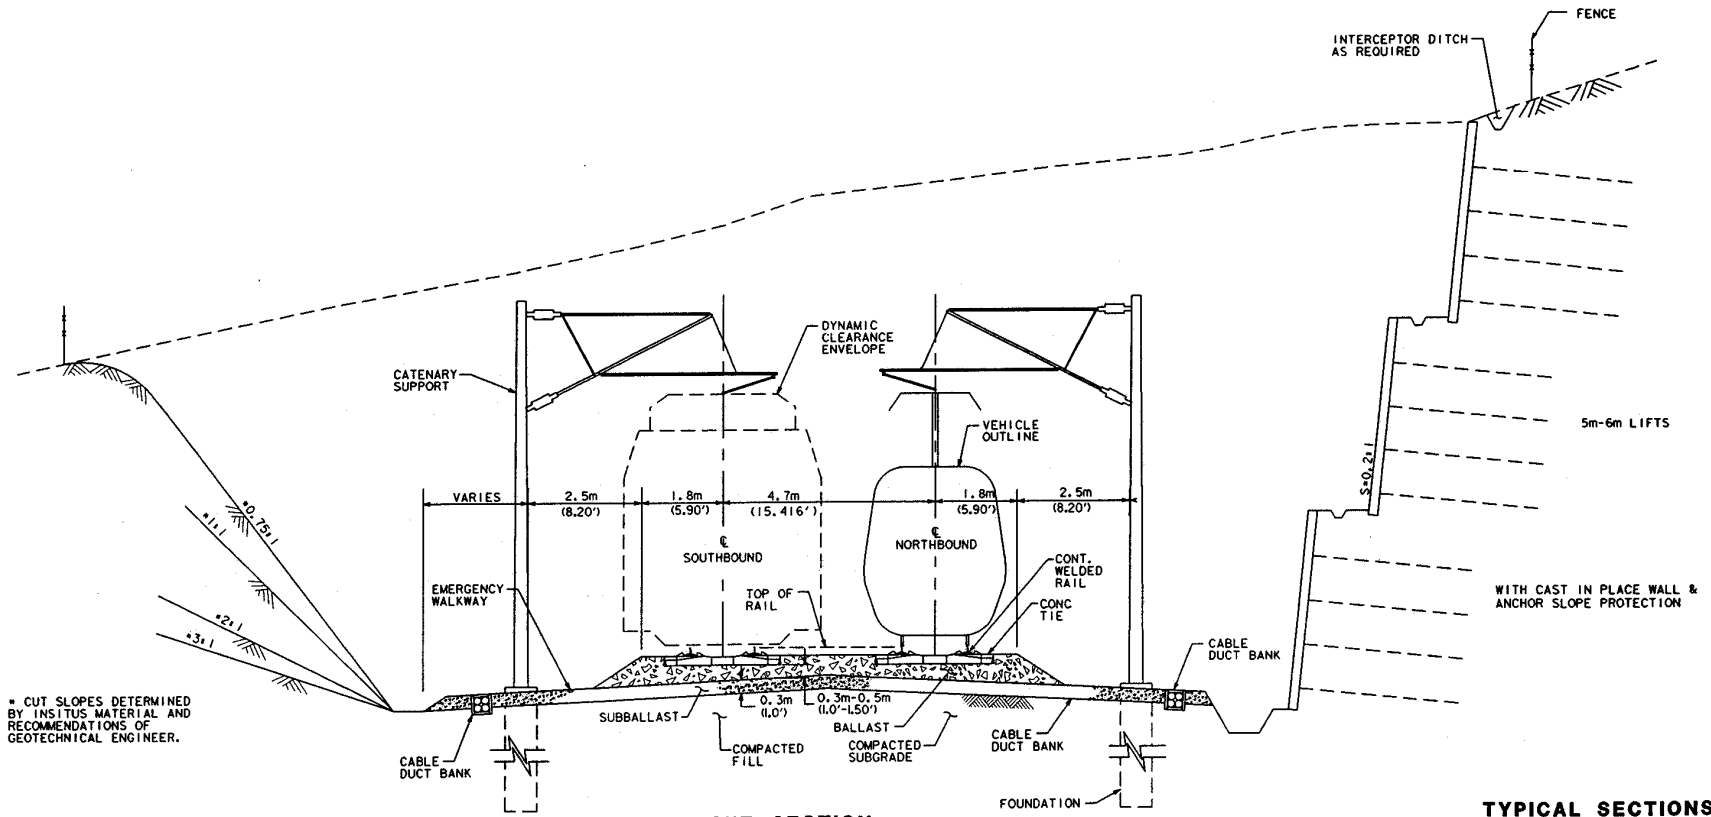 FENCE
INTERCEPTOR DITCH
AS REQUIRED
DYNAMIC
CLEARANCE
ENVELOPE
CATENARY
SUPPORT
VEHICLE
OUTLINE
5m-6m LIFTS
S=0.2:1
VARIES
2.5m
(8.20')
1.8m
(5.90')
4.7m
(15.416')
1.8m
(5.90')
2.5m
(8.20')
*0.75:1
*1:1
*2:1
*3:1
℄
SOUTHBOUND
℄
NORTHBOUND
CONT.
WELDED
RAIL
CONC
TIE
EMERGENCY
WALKWAY
TOP OF
RAIL
WITH CAST IN PLACE WALL &
ANCHOR SLOPE PROTECTION
CABLE
DUCT BANK
* CUT SLOPES DETERMINED
BY INSITUS MATERIAL AND
RECOMMENDATIONS OF
GEOTECHNICAL ENGINEER.
SUBBALLAST
0.3m
(1.0')
0.3m-0.5m
(1.0'-1.50')
BALLAST
CABLE
DUCT BANK
COMPACTED
FILL
COMPACTED
SUBGRADE
CABLE
DUCT BANK
FOUNDATION
TYPICAL SECTIONS